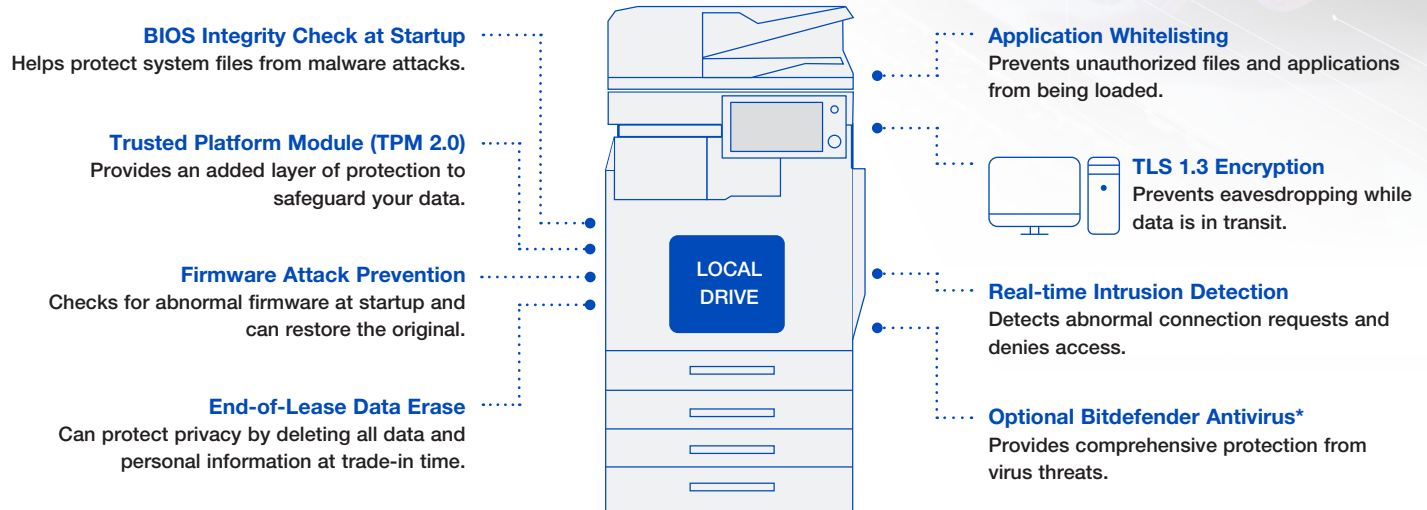 BIOS Integrity Check at Startup
Helps protect system files from malware attacks.
Trusted Platform Module (TPM 2.0)
Provides an added layer of protection to
safeguard your data.
Firmware Attack Prevention
Checks for abnormal firmware at startup and
can restore the original.
End-of-Lease Data Erase
Can protect privacy by deleting all data and
personal information at trade-in time.
LOCAL
DRIVE
Application Whitelisting
Prevents unauthorized files and applications
from being loaded.
TLS 1.3 Encryption
Prevents eavesdropping while
data is in transit.
Real-time Intrusion Detection
Detects abnormal connection requests and
denies access.
Optional Bitdefender Antivirus*
Provides comprehensive protection from
virus threats.